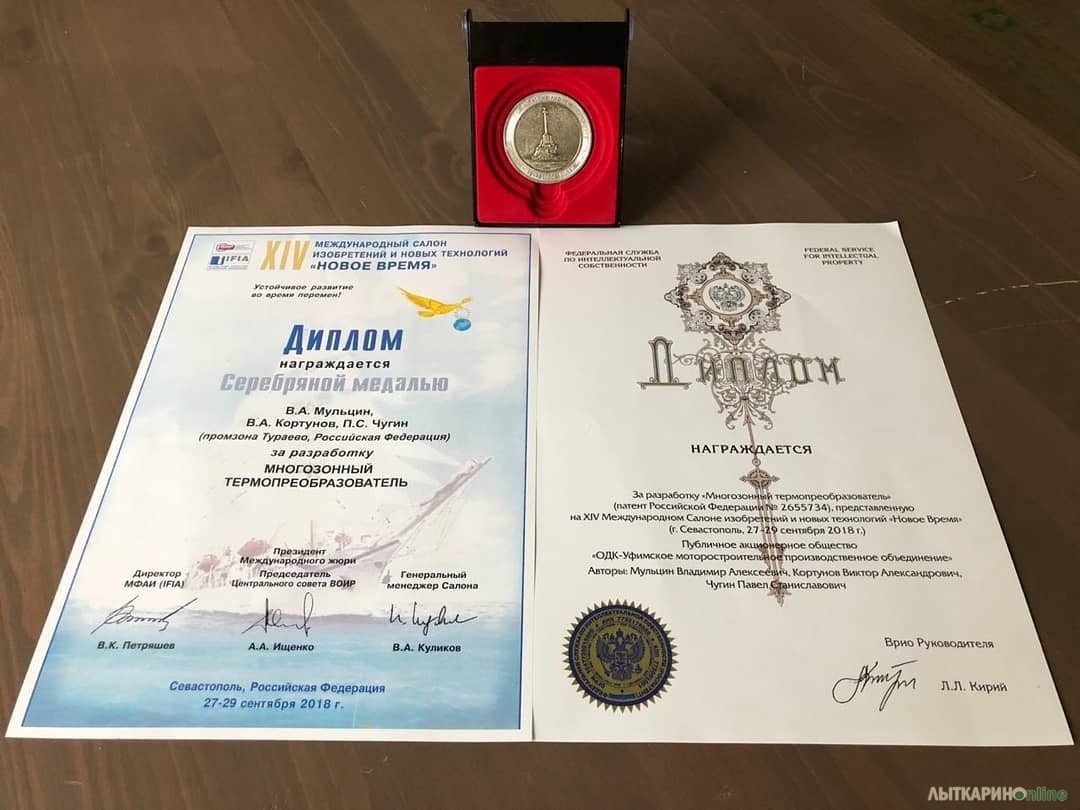 IFIA
XIV
МЕЖДУНАРОДНЫЙ САЛОН
ИЗОБРЕТЕНИЙ И НОВЫХ ТЕХНОЛОГИЙ
«НОВОЕ ВРЕМЯ»
Устойчивое развитие
во время перемен!
ДИПЛОМ
награждается
Серебряной медалью
В.А. Мульцин,
В.А. Кортунов, П.С. Чугин
(промзона Тураево, Российская Федерация)
за разработку
МНОГОЗОННЫЙ
ТЕРМОПРЕОБРАЗОВАТЕЛЬ
Директор
МФАИ (IFIA)
В.К. Петряшев
Президент
Международного жюри
Председатель
Центрального совета ВОИР
А.А. Ищенко
Генеральный
менеджер Салона
В.А. Куликов
Севастополь, Российская Федерация
27-29 сентября 2018 г.
ФЕДЕРАЛЬНАЯ СЛУЖБА
ПО ИНТЕЛЛЕКТУАЛЬНОЙ
СОБСТВЕННОСТИ
FEDERAL SERVICE
FOR INTELLECTUAL
PROPERTY
Диплом
НАГРАЖДАЕТСЯ
За разработку «Многозонный термопреобразователь»
(патент Российской Федерации № 2655734), представленную
на XIV Международном Салоне изобретений и новых технологий «Новое Время»
(г. Севастополь, 27-29 сентября 2018 г.)
Публичное акционерное общество
«ОДК-Уфимское моторостроительное производственное объединение»
Авторы: Мульцин Владимир Алексеевич, Кортунов Виктор Александрович,
Чугин Павел Станиславович
Врио Руководителя
Л.Л. Кирий
ЛЫТКАРИНОonline